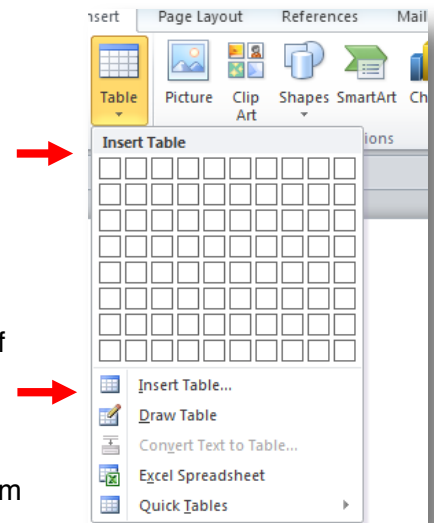 nsert Page Layout References Mail
Table Picture Clip Art Shapes SmartArt Ch
ions
Insert Table
f
Insert Table...
Draw Table
Convert Text to Table...
Excel Spreadsheet
m
Quick Tables